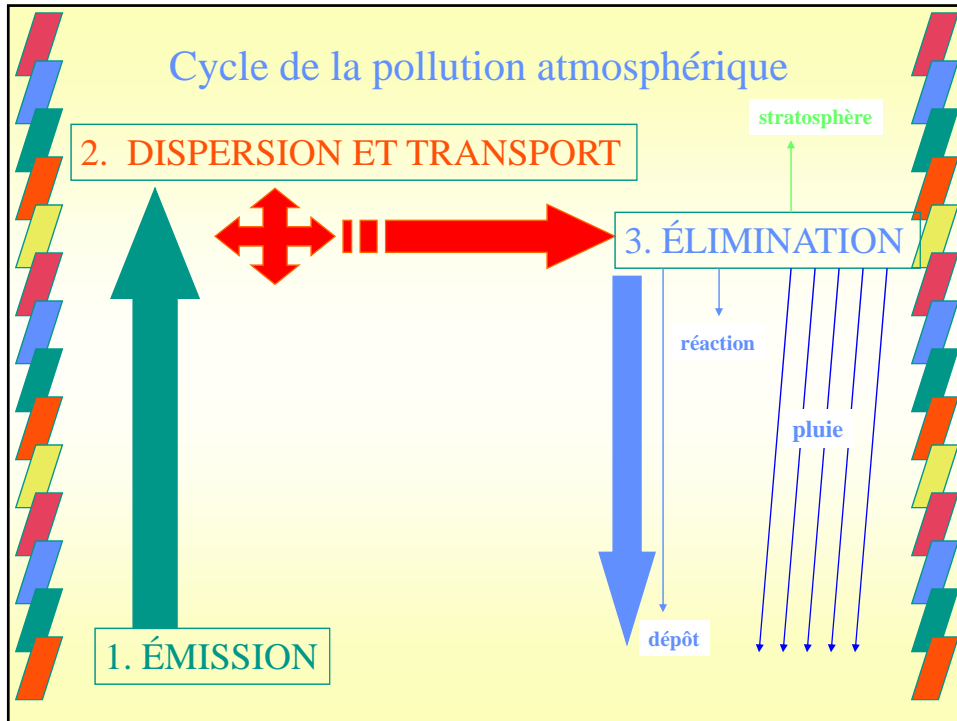 Cycle de la pollution atmosphérique
stratosphère
2. DISPERSION ET TRANSPORT
3. ÉLIMINATION
réaction
pluie
dépôt
1. ÉMISSION